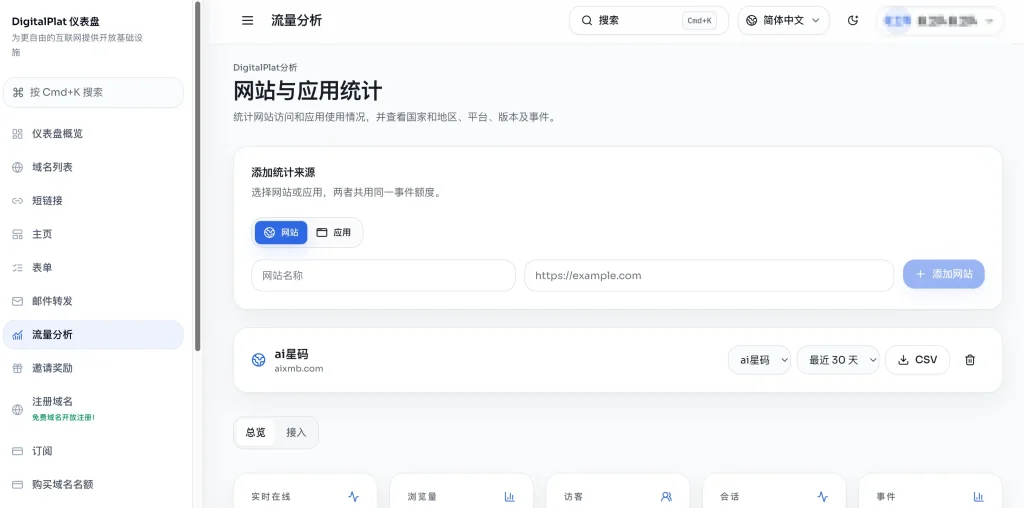 DigitalPlat 仪表盘
为更自由的互联网提供开放基础设
施
按 Cmd+K 搜索
仪表盘概览
域名列表
短链接
主页
表单
邮件转发
流量分析
邀请奖励
注册域名
免费域名开放注册!
订阅
购买域名名额
流量分析
搜索
Cmd+K
简体中文
DigitalPlat分析
网站与应用统计
统计网站访问和应用使用情况，并查看国家和地区、平台、版本及事件。
添加统计来源
选择网站或应用，两者共用同一事件额度。
网站
应用
网站名称
https://example.com
添加网站
ai星码
aixmb.com
ai星码
最近 30 天
CSV
总览
接入
实时在线
浏览量
访客
会话
事件